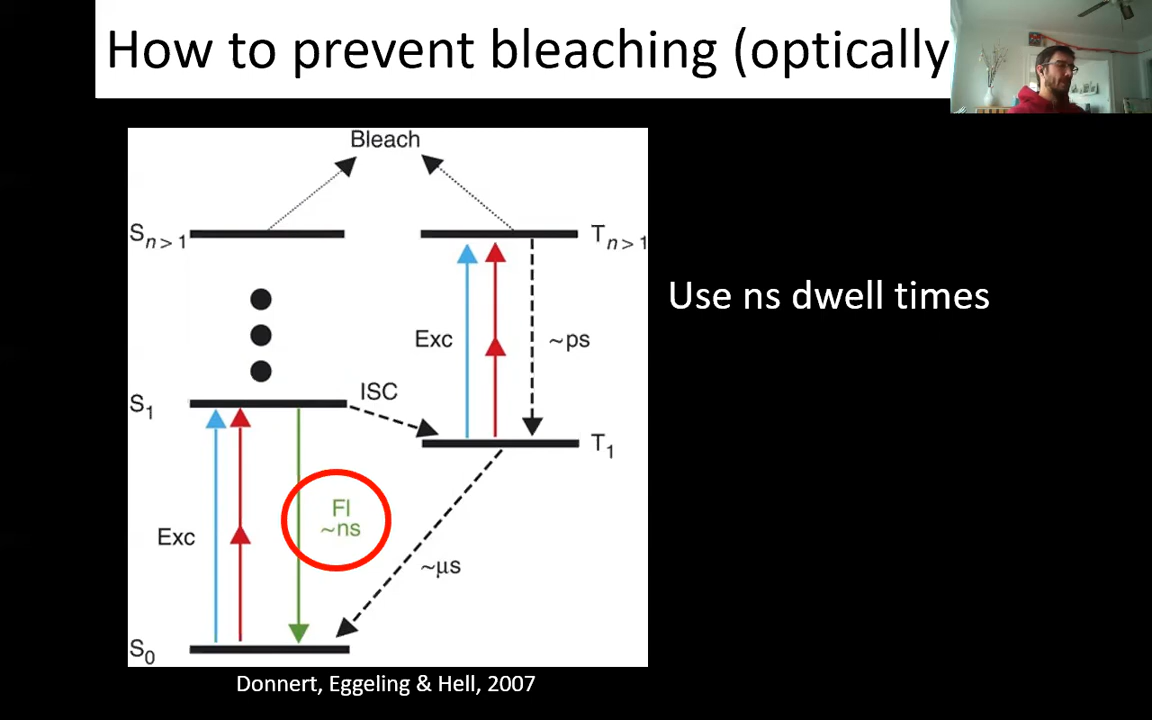 How to prevent bleaching (optically
Bleach
Sn>1
Tn>1
Use ns dwell times
Exc
~ps
ISC
S1
T1
Fl
~ns
Exc
~μs
S0
Donnert, Eggeling & Hell, 2007